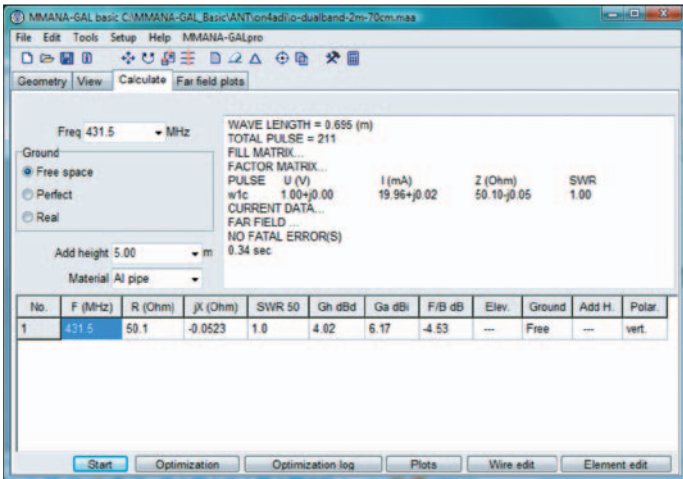 MMANA-GAL basic C:\MMANA-GAL_Basic\ANT\on4adi\o-dualband-2m-70cm.maa
File Edit Tools Setup Help MMANA-GALpro
Geometry View Calculate Far field plots
Freq 431.5 MHz
Ground
Free space
Perfect
Real
Add height 5.00 m
Material Al pipe
WAVE LENGTH = 0.695 (m)
TOTAL PULSE = 211
FILL MATRIX...
FACTOR MATRIX...
PULSE U (V) I (mA) Z (Ohm) SWR
w1c 1.00+j0.00 19.96+j0.02 50.10-j0.05 1.00
CURRENT DATA...
FAR FIELD ...
NO FATAL ERROR(S)
0.34 sec
No. F (MHz) R (Ohm) jX (Ohm) SWR 50 Gh dBd Ga dBi F/B dB Elev. Ground Add H. Polar.
1 431.5 50.1 -0.0523 1.0 4.02 6.17 -4.53 --- Free --- vert.
Start Optimization Optimization log Plots Wire edit Element edit